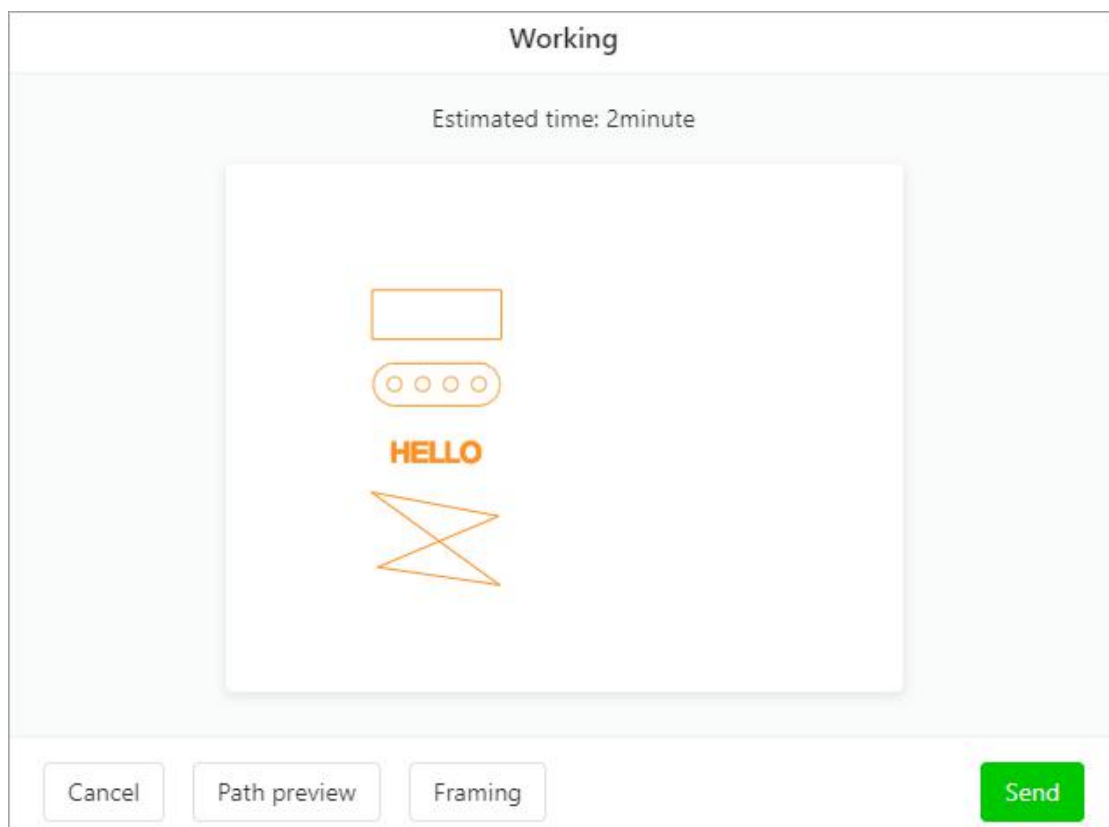 Working
Estimated time: 2minute
HELLO
Cancel
Path preview
Framing
Send